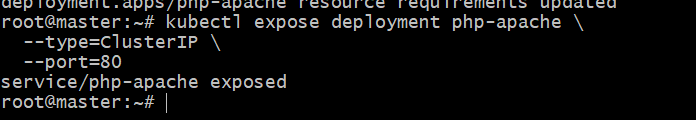 deployment.apps/php-apache resource requirements updated
root@master:~# kubectl expose deployment php-apache \
  --type=ClusterIP \
  --port=80
service/php-apache exposed
root@master:~#